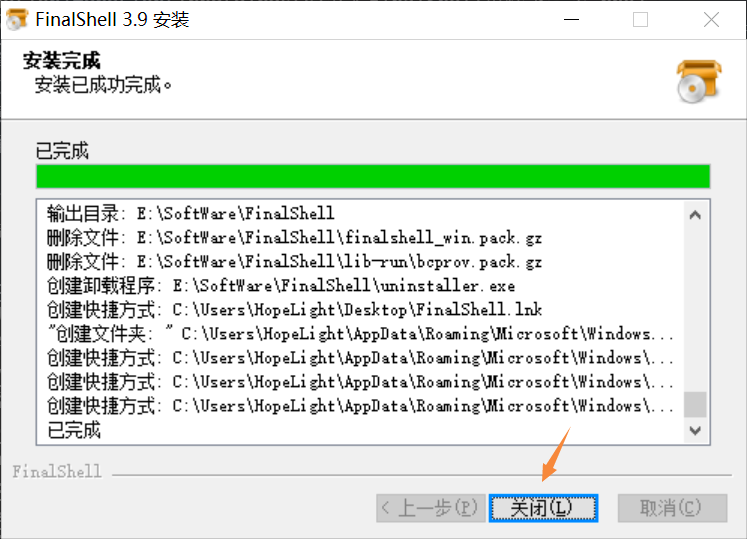 FinalShell 3.9 安装
安装完成
安装已成功完成。
已完成
输出目录: E:\SoftWare\FinalShell
删除文件: E:\SoftWare\FinalShell\finalshell_win.pack.gz
删除文件: E:\SoftWare\FinalShell\lib-run\bcprov.pack.gz
创建卸载程序: E:\SoftWare\FinalShell\uninstaller.exe
创建快捷方式: C:\Users\HopeLight\Desktop\FinalShell.lnk
"创建文件夹: " C:\Users\HopeLight\AppData\Roaming\Microsoft\Windows...
创建快捷方式: C:\Users\HopeLight\AppData\Roaming\Microsoft\Windows\...
创建快捷方式: C:\Users\HopeLight\AppData\Roaming\Microsoft\Windows\...
创建快捷方式: C:\Users\HopeLight\AppData\Roaming\Microsoft\Windows\...
已完成
FinalShell
< 上一步(P) 关闭(L) 取消(C)